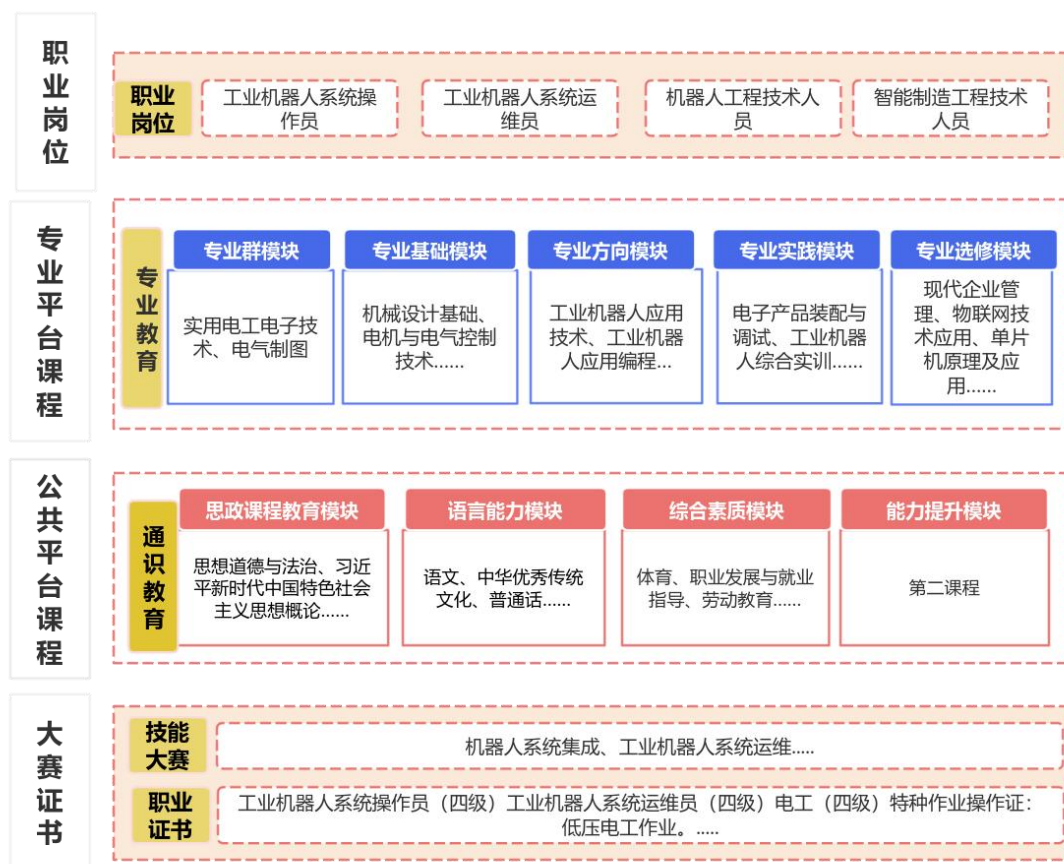 职业岗位
职业
岗位
工业机器人系统操
作员
工业机器人系统运
维员
机器人工程技术人
员
智能制造工程技术
人员
专业平台课程
专业教育
专业群模块
实用电工电子技
术、电气制图
专业基础模块
机械设计基础、
电机与电气控制
技术......
专业方向模块
工业机器人应用
技术、工业机器
人应用编程...
专业实践模块
电子产品装配与
调试、工业机器
人综合实训......
专业选修模块
现代企业管
理、物联网技
术应用、单片
机原理及应
用......
公共平台课程
通识教育
思政课程教育模块
思想道德与法治、习近
平新时代中国特色社会
主义思想概论......
语言能力模块
语文、中华优秀传统
文化、普通话......
综合素质模块
体育、职业发展与就业
指导、劳动教育......
能力提升模块
第二课程
大赛证书
技能
大赛
机器人系统集成、工业机器人系统运维.....
职业
证书
工业机器人系统操作员（四级）工业机器人系统运维员（四级）电工（四级）特种作业操作证：
低压电工作业。.....